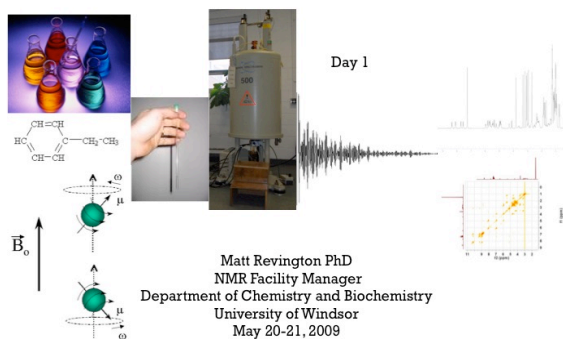 Day 1
500
CH=CH
HC
C—CH₂-CH₃
CH-CH
ω
μ
B⃗ₒ
μ
ω
Matt Revington PhD
NMR Facility Manager
Department of Chemistry and Biochemistry
University of Windsor
May 20-21, 2009